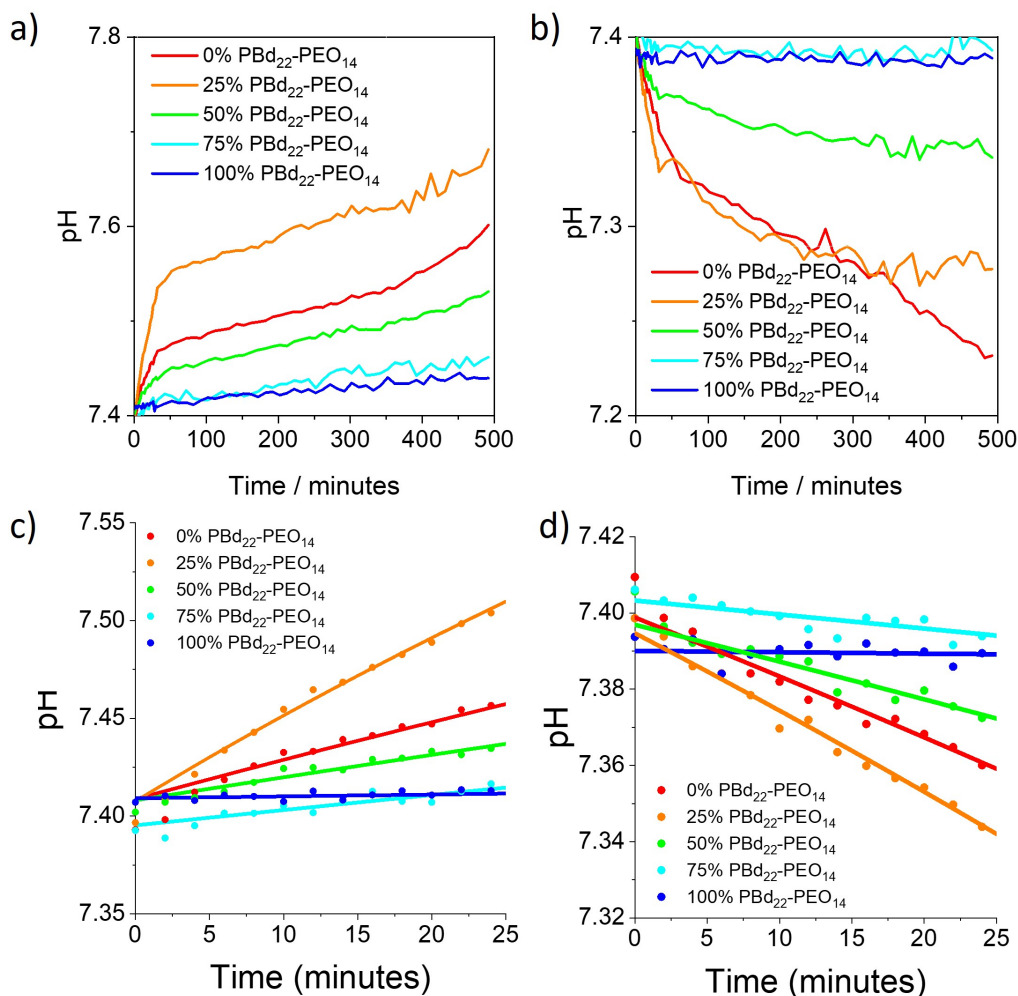 a)
7.8
0% PBd₂₂-PEO₁₄
25% PBd₂₂-PEO₁₄
50% PBd₂₂-PEO₁₄
75% PBd₂₂-PEO₁₄
100% PBd₂₂-PEO₁₄
7.6
pH
7.4
0 100 200 300 400 500
Time / minutes
b)
7.4
7.3
pH
0% PBd₂₂-PEO₁₄
25% PBd₂₂-PEO₁₄
50% PBd₂₂-PEO₁₄
75% PBd₂₂-PEO₁₄
100% PBd₂₂-PEO₁₄
7.2
0 100 200 300 400 500
Time / minutes
c)
7.55
0% PBd₂₂-PEO₁₄
25% PBd₂₂-PEO₁₄
50% PBd₂₂-PEO₁₄
75% PBd₂₂-PEO₁₄
100% PBd₂₂-PEO₁₄
7.50
7.45
pH
7.40
7.35
0 5 10 15 20 25
Time (minutes)
d)
7.42
7.40
7.38
pH
7.36
0% PBd₂₂-PEO₁₄
25% PBd₂₂-PEO₁₄
7.34
50% PBd₂₂-PEO₁₄
75% PBd₂₂-PEO₁₄
100% PBd₂₂-PEO₁₄
7.32
0 5 10 15 20 25
Time (minutes)